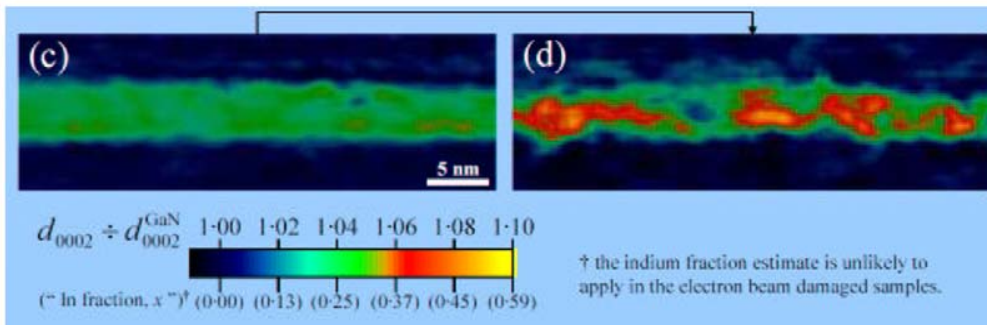 (c) (d)
5 nm
d₀₀₀₂ ÷ d₀₀₀₂^GaN 1·00 1·02 1·04 1·06 1·08 1·10
(“ In fraction, x ”)† (0·00) (0·13) (0·25) (0·37) (0·45) (0·59)
† the indium fraction estimate is unlikely to
apply in the electron beam damaged samples.